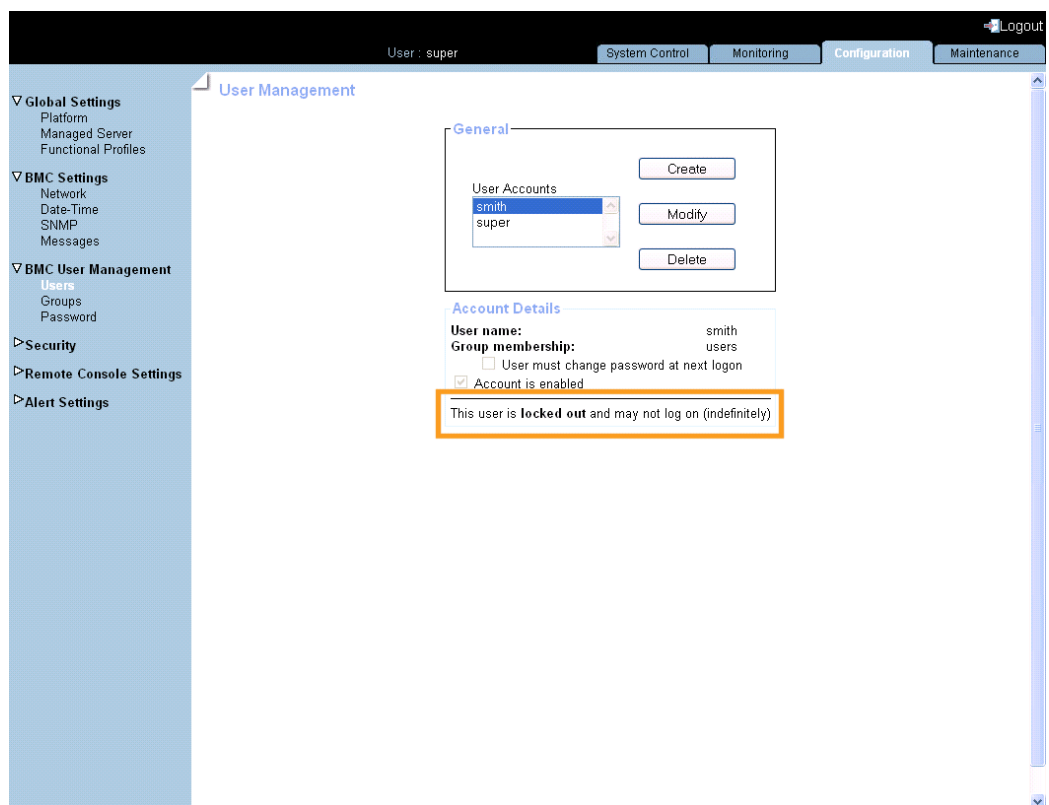 Logout
User : super
System Control
Monitoring
Configuration
Maintenance
Global Settings
Platform
Managed Server
Functional Profiles
BMC Settings
Network
Date-Time
SNMP
Messages
BMC User Management
Users
Groups
Password
Security
Remote Console Settings
Alert Settings
User Management
General
User Accounts
smith
super
Create
Modify
Delete
Account Details
User name: smith
Group membership: users
User must change password at next logon
Account is enabled
This user is locked out and may not log on (indefinitely)